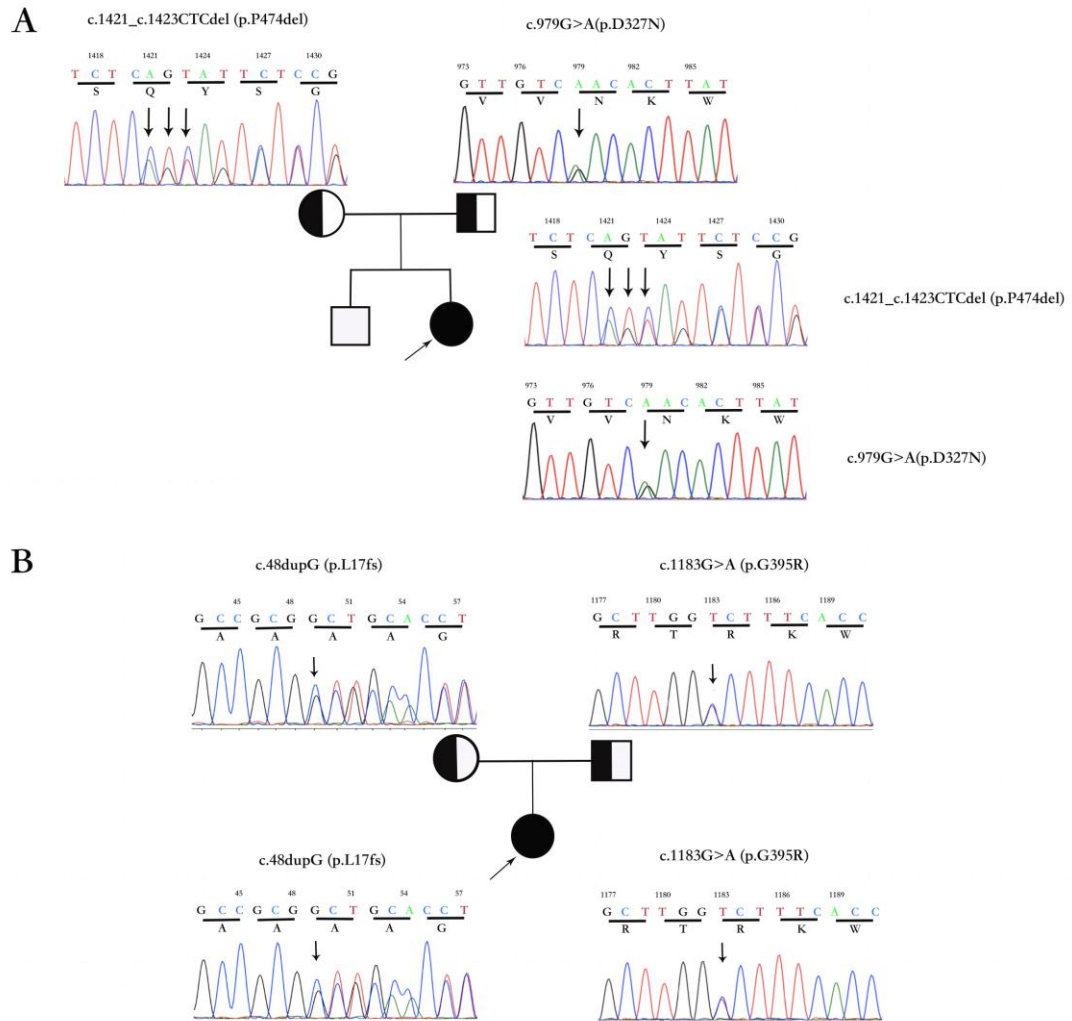 A
c.1421_c.1423CTCdel (p.P474del)
1418 1421 1424 1427 1430
T C T C A G T A T T C T C C G
S Q Y S G
c.979G>A(p.D327N)
973 976 979 982 985
G T T G T C A A C A C T T A T
V V N K W
1418 1421 1424 1427 1430
T C T C A G T A T T C T C C G
S Q Y S G
c.1421_c.1423CTCdel (p.P474del)
973 976 979 982 985
G T T G T C A A C A C T T A T
V V N K W
c.979G>A(p.D327N)
B
c.48dupG (p.L17fs)
45 48 51 54 57
G C C G C G G C T G C A C C T
A A A A G
c.1183G>A (p.G395R)
1177 1180 1183 1186 1189
G C T T G G T C T T T C A C C
R T R K W
c.48dupG (p.L17fs)
45 48 51 54 57
G C C G C G G C T G C A C C T
A A A A G
c.1183G>A (p.G395R)
1177 1180 1183 1186 1189
G C T T G G T C T T T C A C C
R T R K W